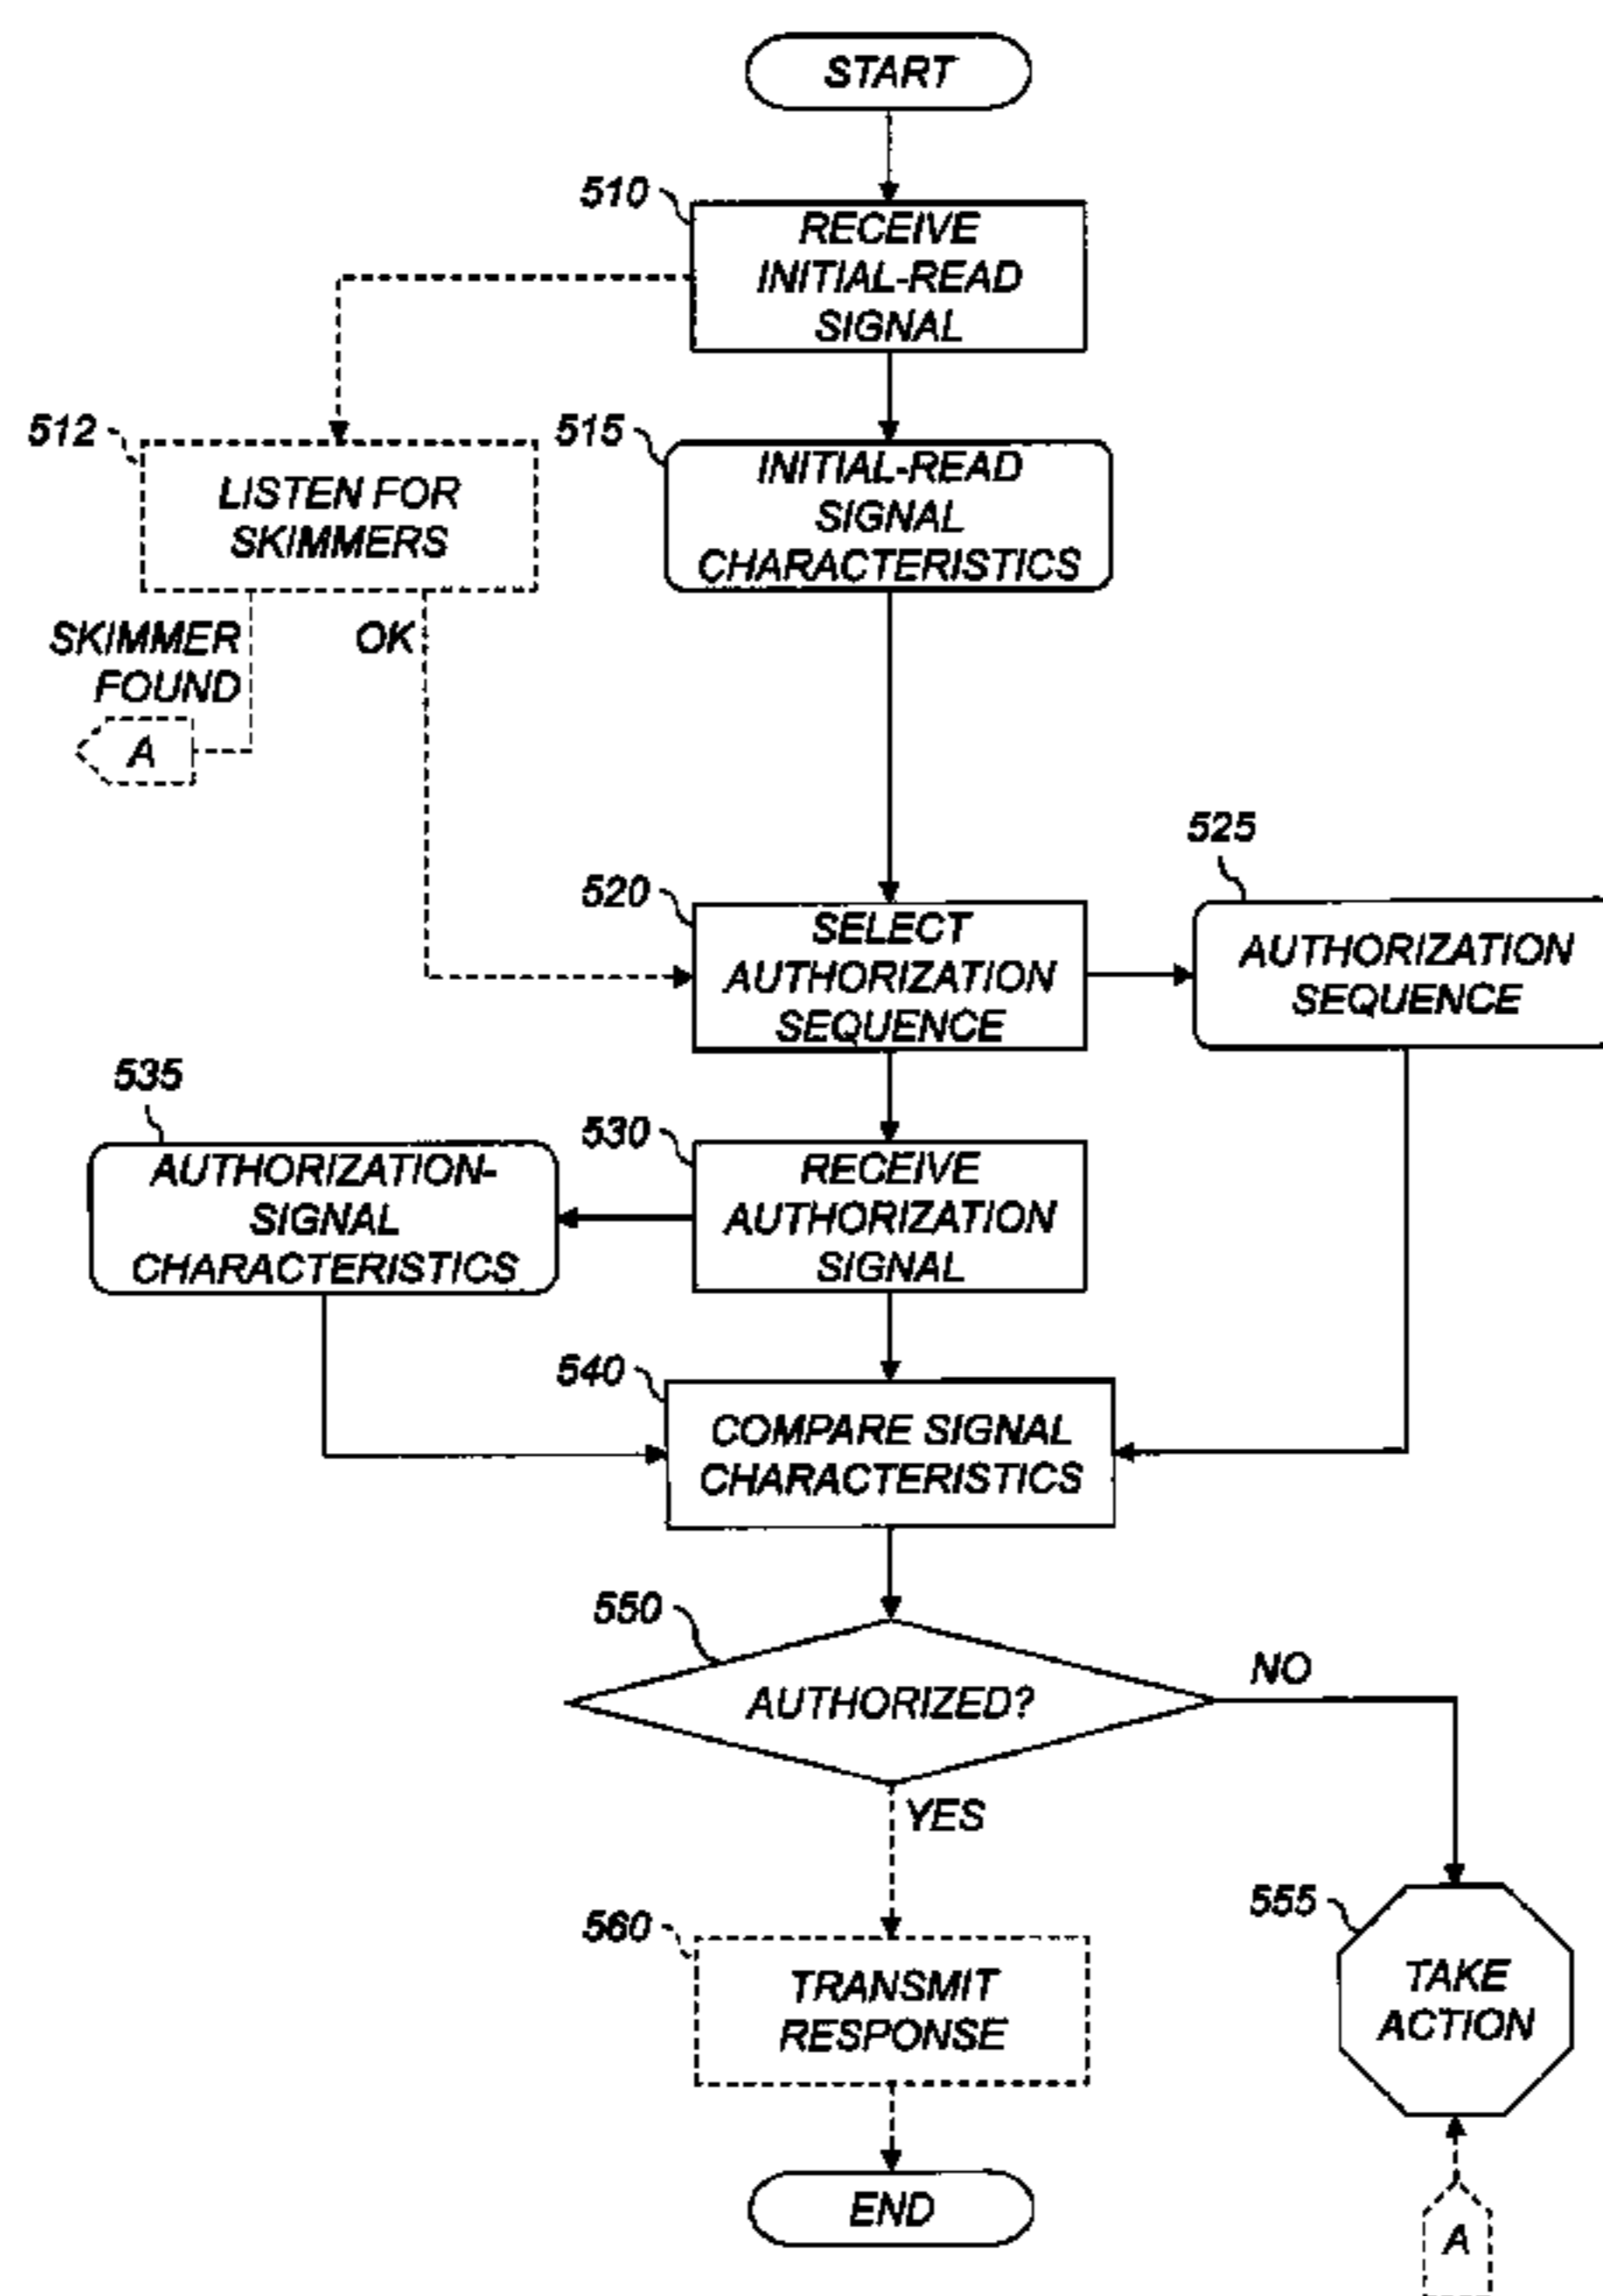 START
510
RECEIVE
INITIAL-READ
SIGNAL
512
LISTEN FOR
SKIMMERS
515
INITIAL-READ
SIGNAL
CHARACTERISTICS
SKIMMER
FOUND
OK
A
520
SELECT
AUTHORIZATION
SEQUENCE
525
AUTHORIZATION
SEQUENCE
535
AUTHORIZATION-
SIGNAL
CHARACTERISTICS
530
RECEIVE
AUTHORIZATION
SIGNAL
540
COMPARE SIGNAL
CHARACTERISTICS
550
AUTHORIZED?
NO
YES
560
TRANSMIT
RESPONSE
555
TAKE
ACTION
END
A